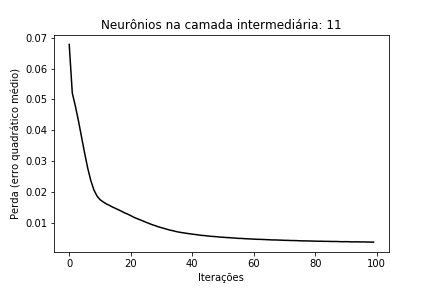 Neurônios na camada intermediária: 11
Perda (erro quadrático médio)
0.07
0.06
0.05
0.04
0.03
0.02
0.01
0 20 40 60 80 100
Iterações